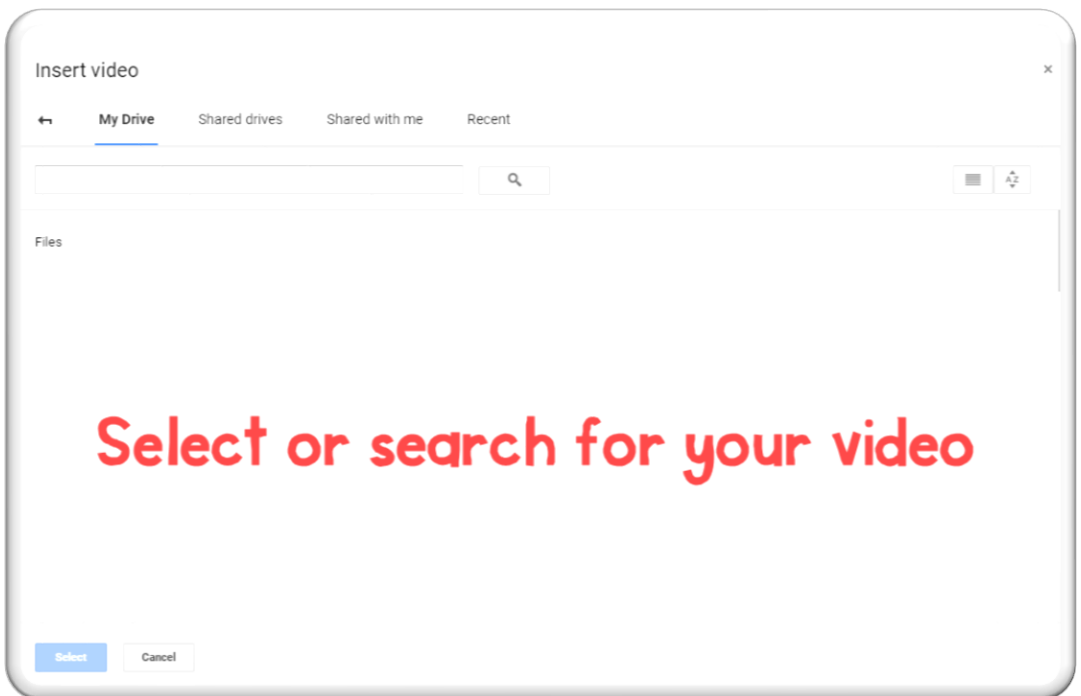 Insert video
My Drive Shared drives Shared with me Recent
AZ
Files
Select or search for your video
Select Cancel